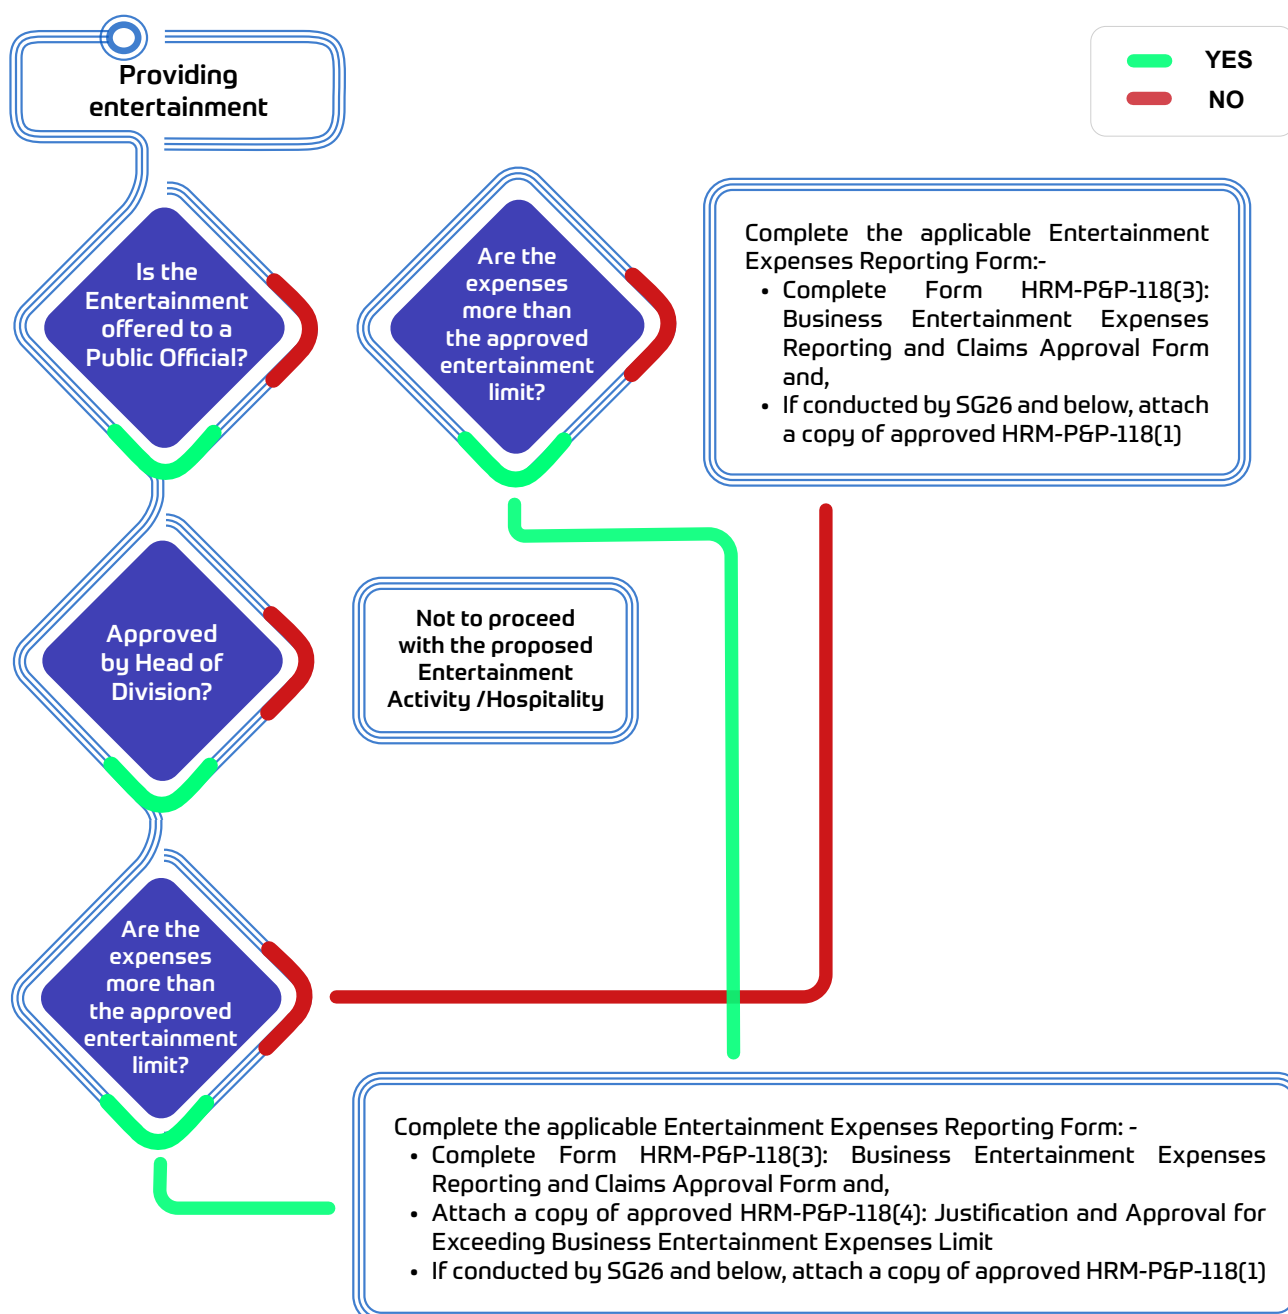 Providing
entertainment
YES
NO
Is the
Entertainment
offered to a
Public Official?
Are the
expenses
more than
the approved
entertainment
limit?
Complete the applicable Entertainment
Expenses Reporting Form:-
• Complete Form HRM-P&P-118(3):
Business Entertainment Expenses
Reporting and Claims Approval Form
and,
• If conducted by SG26 and below, attach
a copy of approved HRM-P&P-118(1)
Approved
by Head of
Division?
Not to proceed
with the proposed
Entertainment
Activity /Hospitality
Are the
expenses
more than
the approved
entertainment
limit?
Complete the applicable Entertainment Expenses Reporting Form: -
• Complete Form HRM-P&P-118(3): Business Entertainment Expenses
Reporting and Claims Approval Form and,
• Attach a copy of approved HRM-P&P-118(4): Justification and Approval for
Exceeding Business Entertainment Expenses Limit
• If conducted by SG26 and below, attach a copy of approved HRM-P&P-118(1)